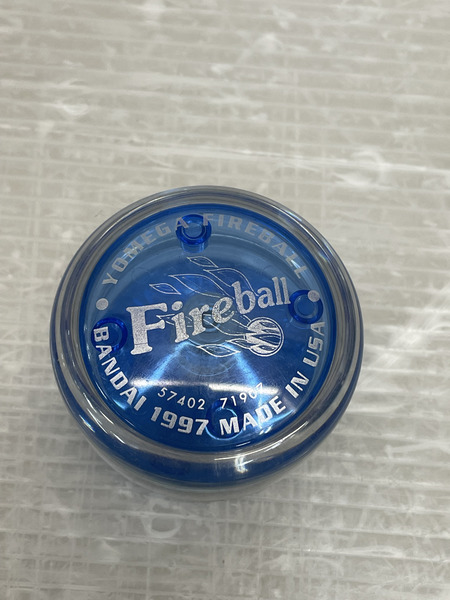 YOMEGA FIREBALL
Fireball
57402 71907
BANDAI 1997 MADE IN USA